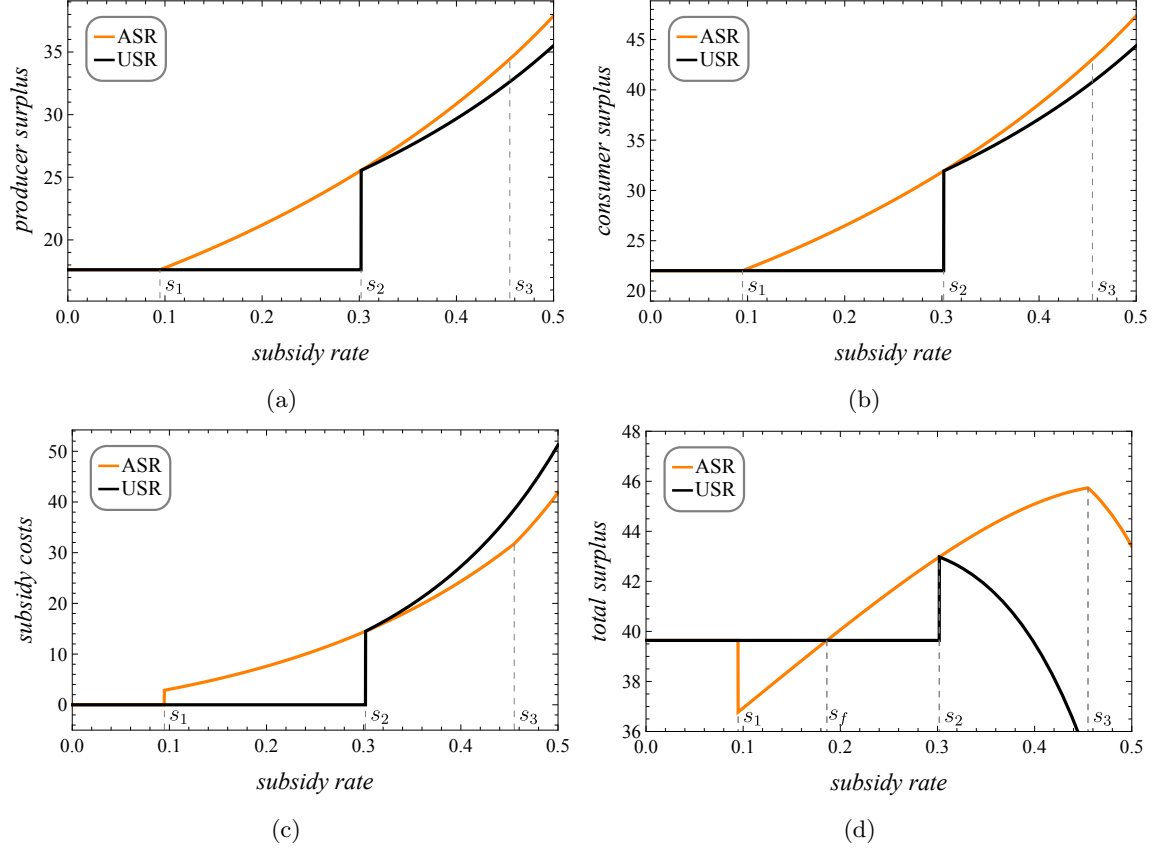 ASR
USR
35
30
25
20
producer surplus
s1
s2
s3
0.0 0.1 0.2 0.3 0.4 0.5
subsidy rate
(a)
ASR
USR
45
40
35
30
25
20
consumer surplus
s1
s2
s3
0.0 0.1 0.2 0.3 0.4 0.5
subsidy rate
(b)
ASR
USR
50
40
30
20
10
0
subsidy costs
s1
s2
s3
0.0 0.1 0.2 0.3 0.4 0.5
subsidy rate
(c)
ASR
USR
48
46
44
42
40
38
36
total surplus
s1
sf
s2
s3
0.0 0.1 0.2 0.3 0.4 0.5
subsidy rate
(d)